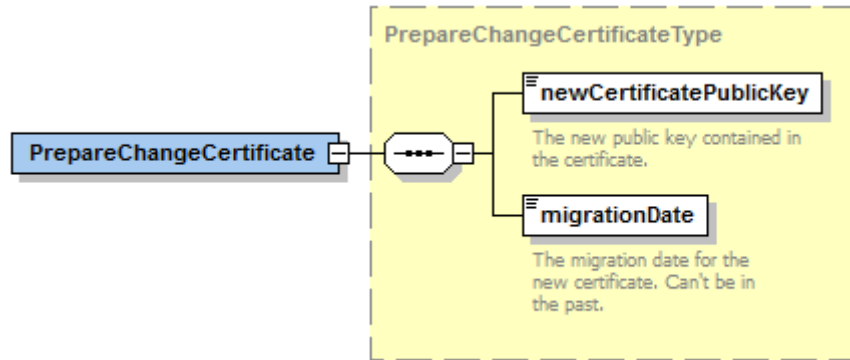 PrepareChangeCertificateType
newCertificatePublicKey
The new public key contained in
the certificate.
PrepareChangeCertificate
migrationDate
The migration date for the
new certificate. Can't be in
the past.